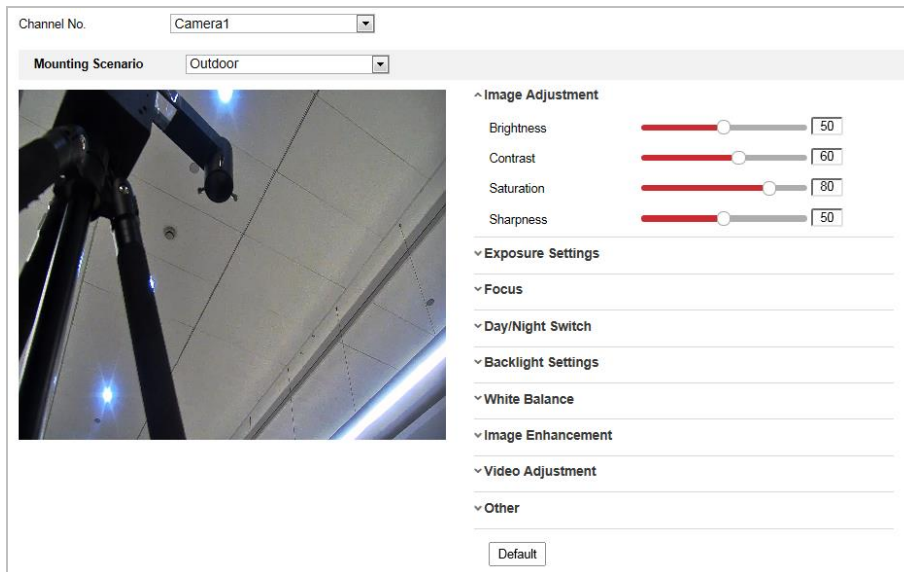 Channel No. Camera1
Mounting Scenario Outdoor
Image Adjustment
Brightness 50
Contrast 60
Saturation 80
Sharpness 50
Exposure Settings
Focus
Day/Night Switch
Backlight Settings
White Balance
Image Enhancement
Video Adjustment
Other
Default